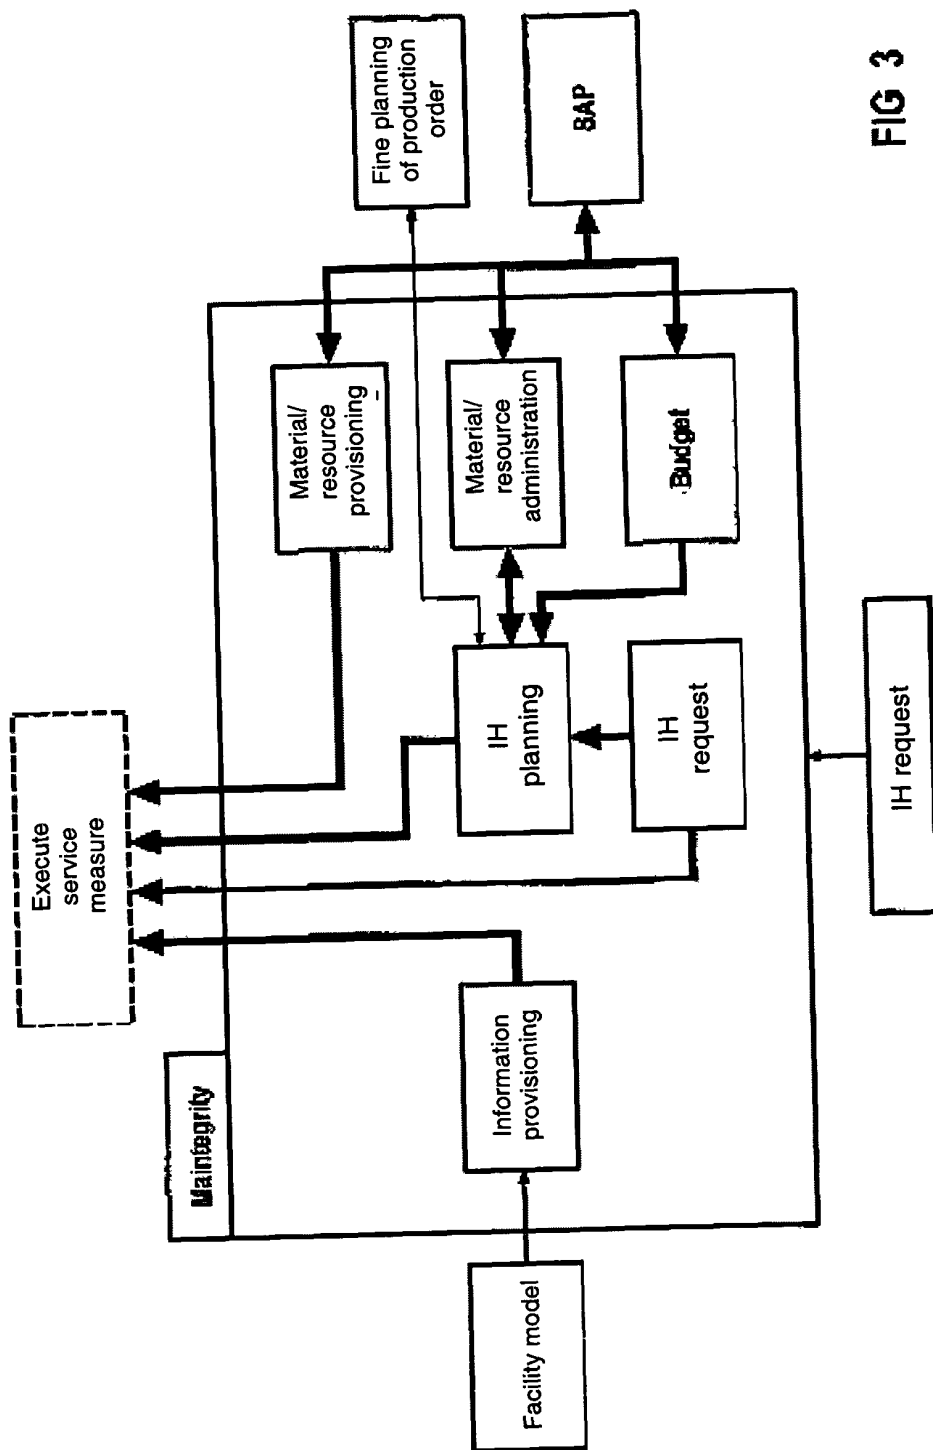 Execute
service
measure
Maintegrity
Material/
resource
provisioning
Fine planning
of production
order
Facility model
Information
provisioning
IH
planning
Material/
resource
administration
SAP
IH
request
Budget
IH request
FIG 3